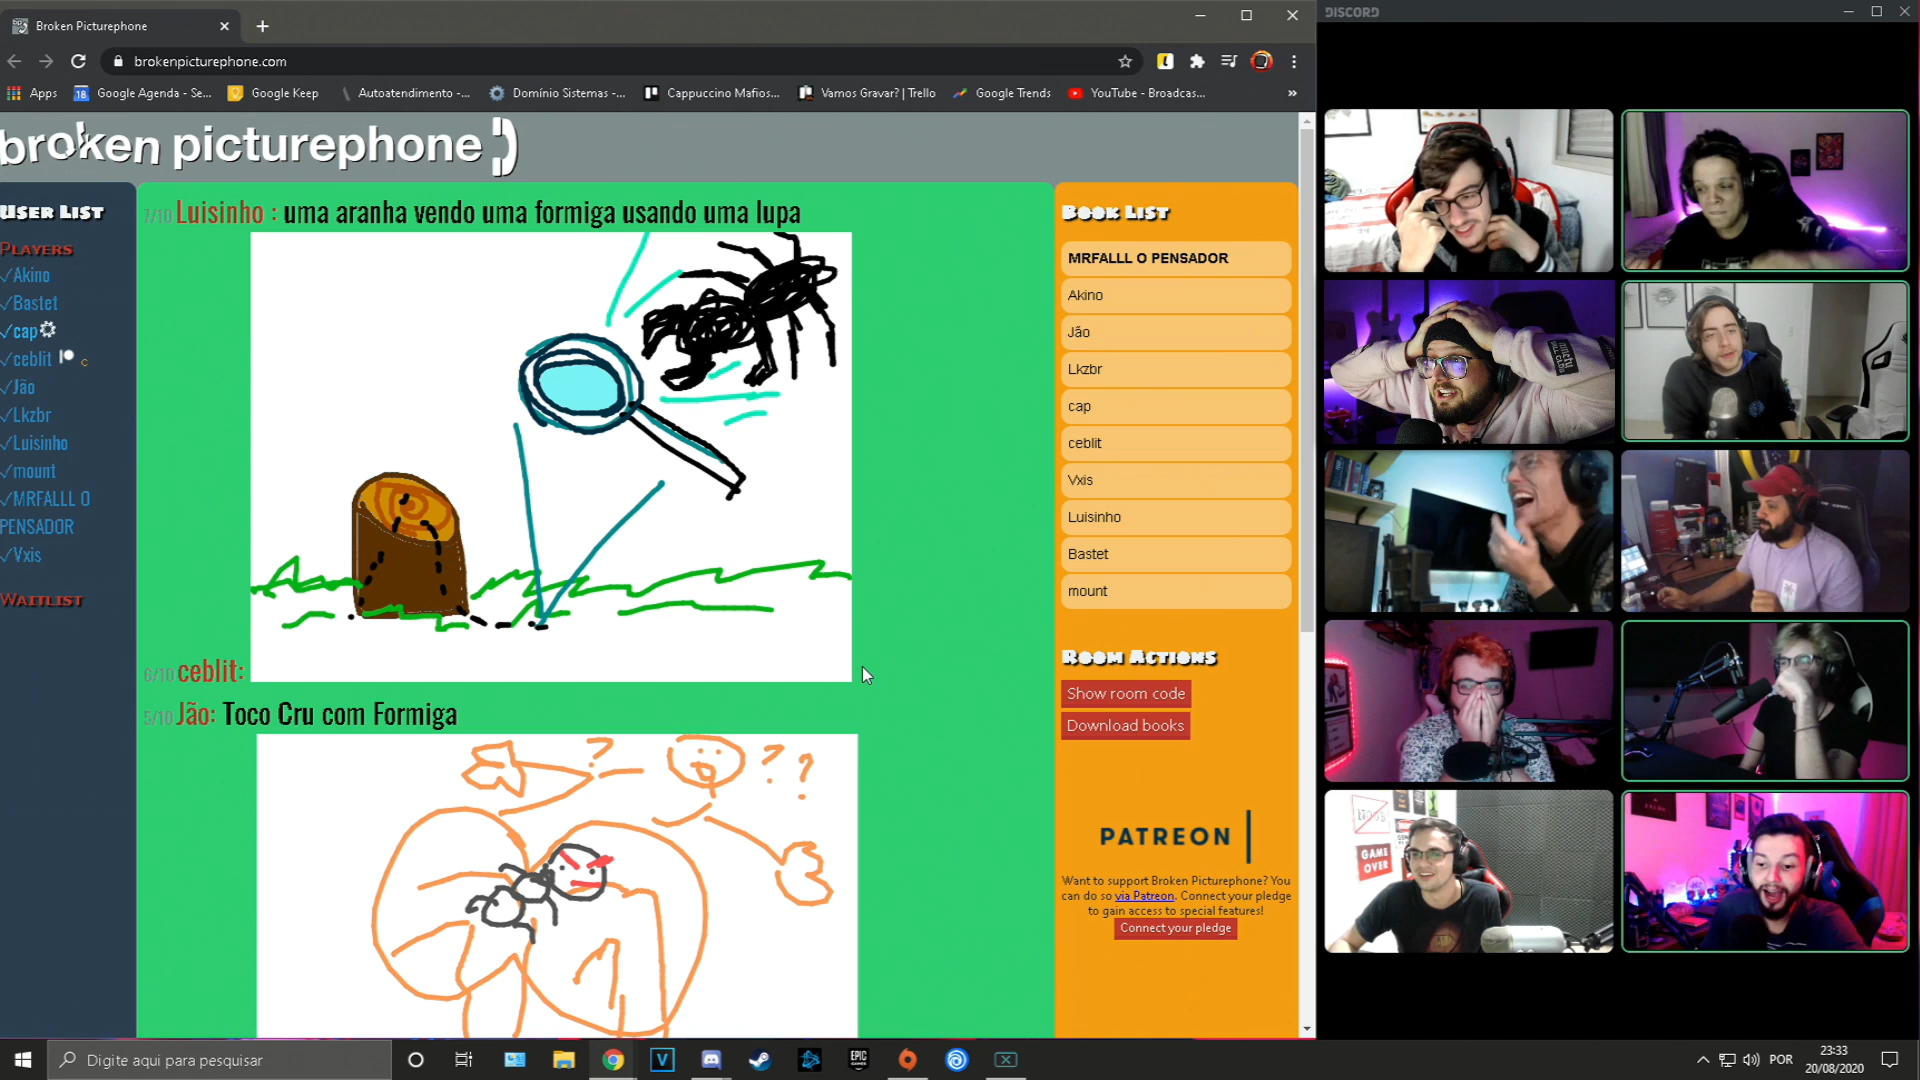 Broken Picturephone
DISCORD
brokenpicturephone.com
Apps
18
Google Agenda - Se...
Google Keep
Autoatendimento -...
Domínio Sistemas -...
Cappuccino Mafios...
Vamos Gravar? | Trello
Google Trends
YouTube - Broadcas...
»
broken picturephone ;)
User List
Players
✓Akino
✓Bastet
✓cap
✓ceblit
✓Jão
✓Lkzbr
✓Luisinho
✓mount
✓MRFALLL O
PENSADOR
✓Vxis
Waitlist
7/10 Luisinho : uma aranha vendo uma formiga usando uma lupa
6/10 ceblit:
5/10 Jão: Toco Cru com Formiga
? ? ?
Book List
MRFALLL O PENSADOR
Akino
Jão
Lkzbr
cap
ceblit
Vxis
Luisinho
Bastet
mount
Room Actions
Show room code
Download books
PATREON
Want to support Broken Picturephone? You
can do so via Patreon. Connect your pledge
to gain access to special features!
Connect your pledge
GAME
OVER
Digite aqui para pesquisar
V
EPIC
GAMES
POR
23:33
20/08/2020